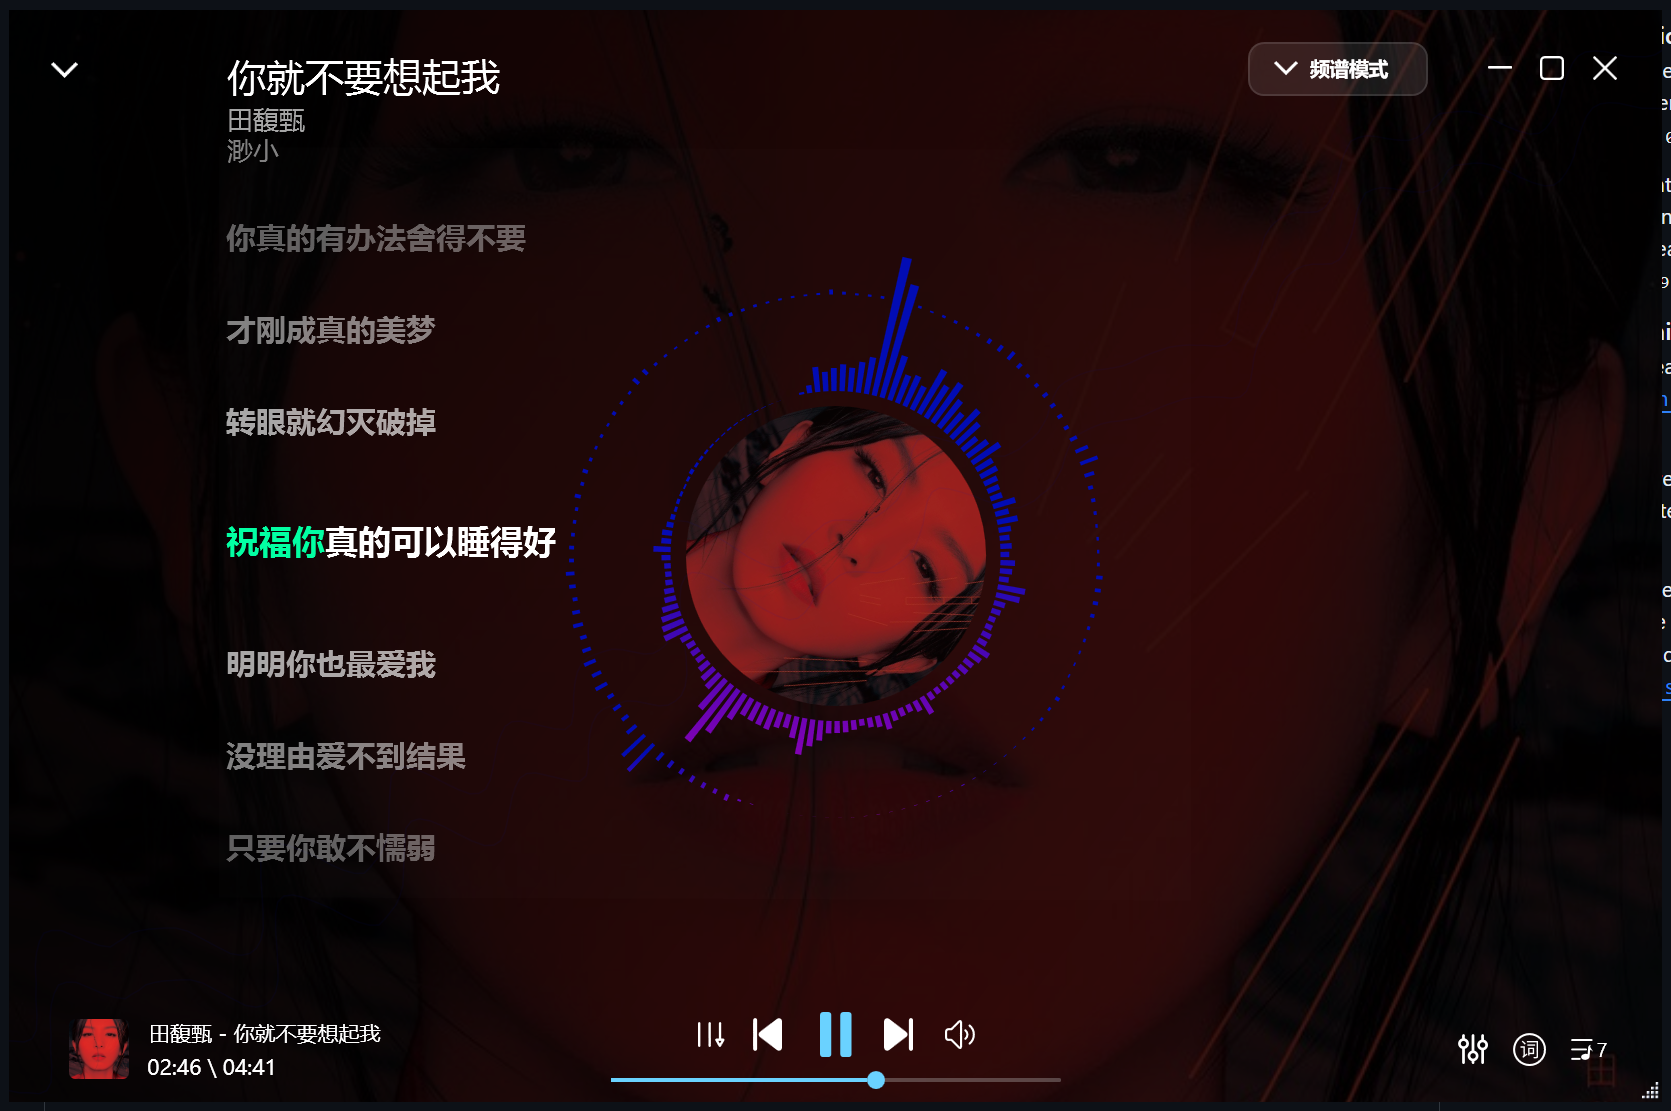 你就不要想起我
田馥甄
渺小
频谱模式
你真的有办法舍得不要
才刚成真的美梦
转眼就幻灭破掉
祝福你真的可以睡得好
明明你也最爱我
没理由爱不到结果
只要你敢不懦弱
田馥甄 - 你就不要想起我
02:46 \ 04:41
词
7
田